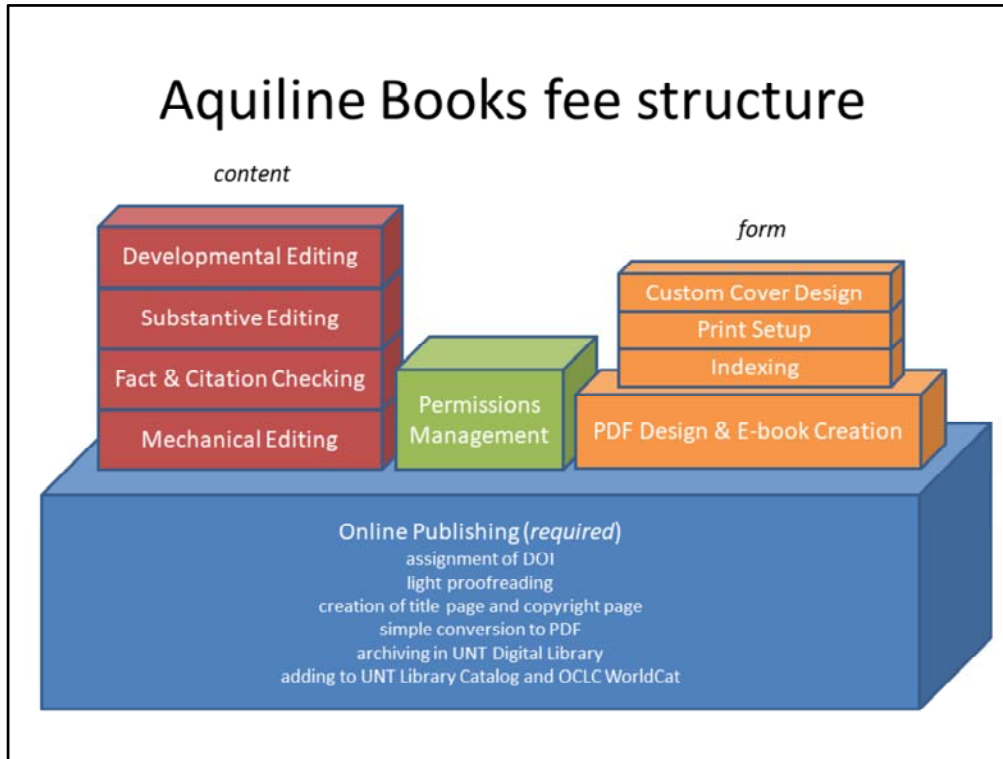 Aquiline Books fee structure
content
Developmental Editing
Substantive Editing
Fact & Citation Checking
Mechanical Editing
Permissions
Management
form
Custom Cover Design
Print Setup
Indexing
PDF Design & E-book Creation
Online Publishing (required)
assignment of DOI
light proofreading
creation of title page and copyright page
simple conversion to PDF
archiving in UNT Digital Library
adding to UNT Library Catalog and OCLC WorldCat